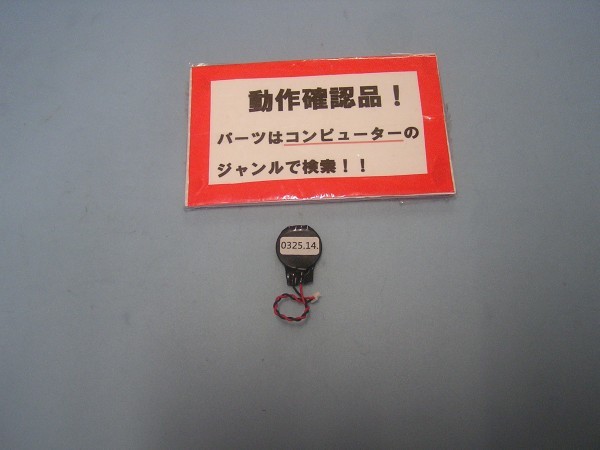 動作確認品！
パーツはコンピューターの
ジャンルで検索！！
0325.14.